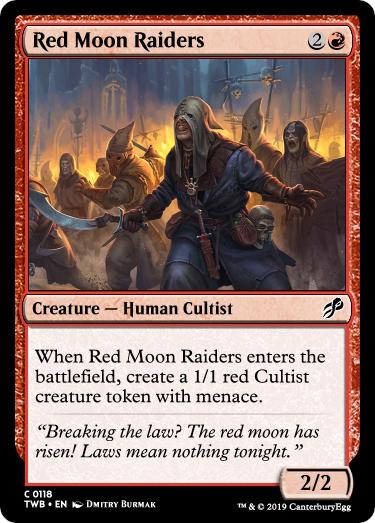 Red Moon Raiders 2
Creature — Human Cultist
When Red Moon Raiders enters the
battlefield, create a 1/1 red Cultist
creature token with menace.
“Breaking the law? The red moon has
risen! Laws mean nothing tonight.”
2/2
C 0118
TWB • EN Dmitry Burmak
™ & © 2019 CanterburyEgg